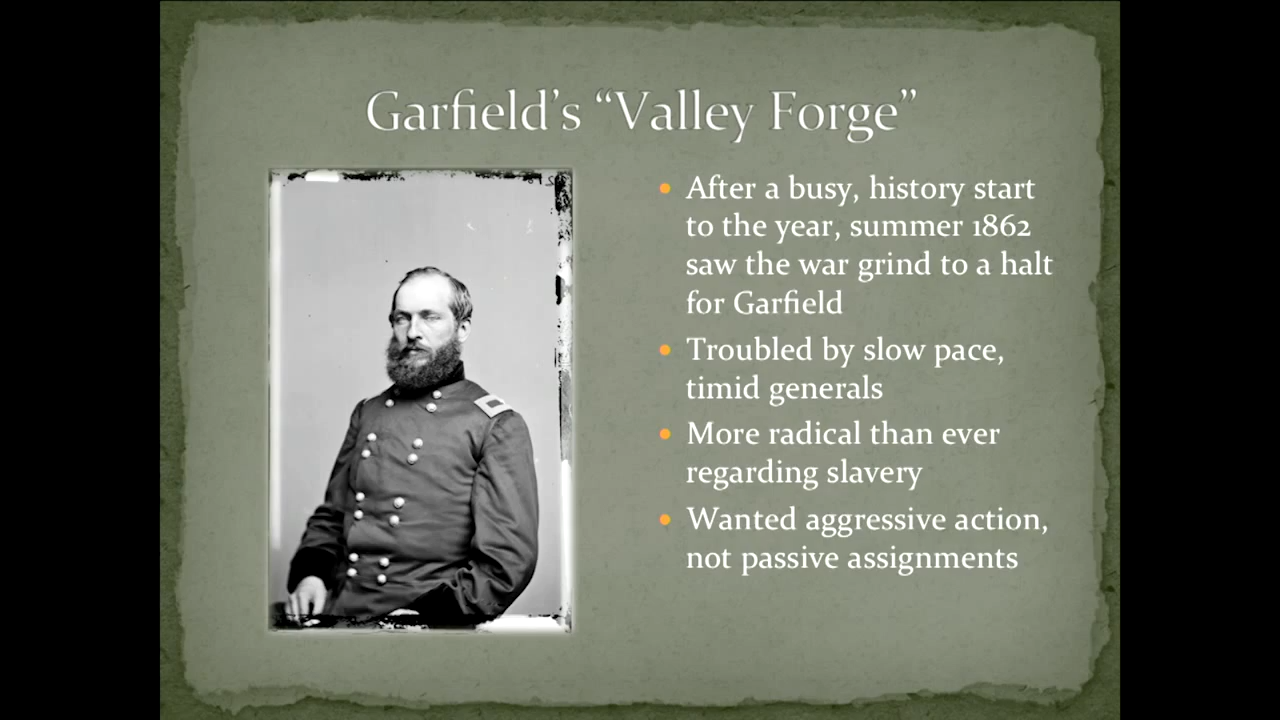 Garfield’s “Valley Forge”
After a busy, history start
to the year, summer 1862
saw the war grind to a halt
for Garfield
Troubled by slow pace,
timid generals
More radical than ever
regarding slavery
Wanted aggressive action,
not passive assignments